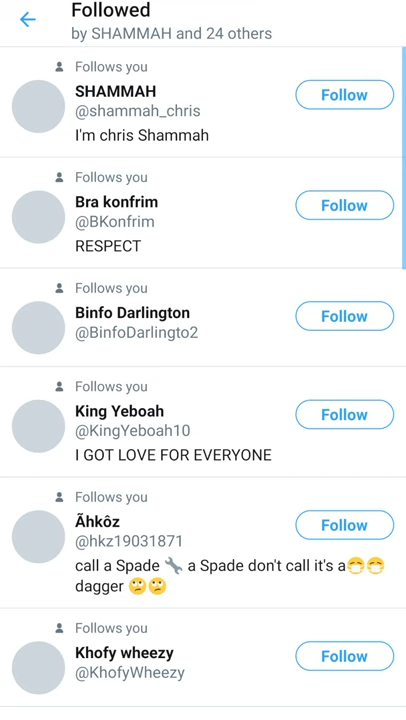 Followed
by SHAMMAH and 24 others
Follows you
SHAMMAH
@shammah_chris
Follow
I'm chris Shammah
Follows you
Bra konfrim
@BKonfrim
Follow
RESPECT
Follows you
Binfo Darlington
@BinfoDarlingto2
Follow
Follows you
King Yeboah
@KingYeboah10
Follow
I GOT LOVE FOR EVERYONE
Follows you
Ãhkôz
@hkz19031871
Follow
call a Spade 🔧 a Spade don't call it's a😷😷
dagger 🙄🙄
Follows you
Khofy wheezy
@KhofyWheezy
Follow